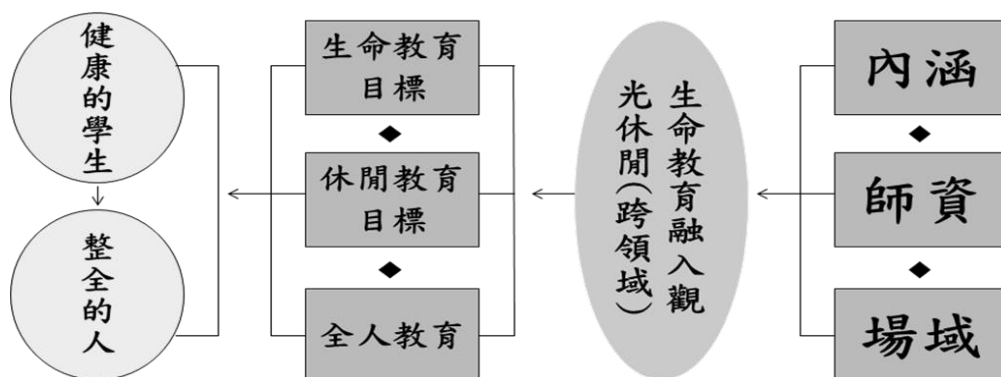 健康的學生
整全的人
生命教育
目標
休閒教育
目標
全人教育
生命教育融入觀
光休閒(跨領域)
內涵
師資
場域